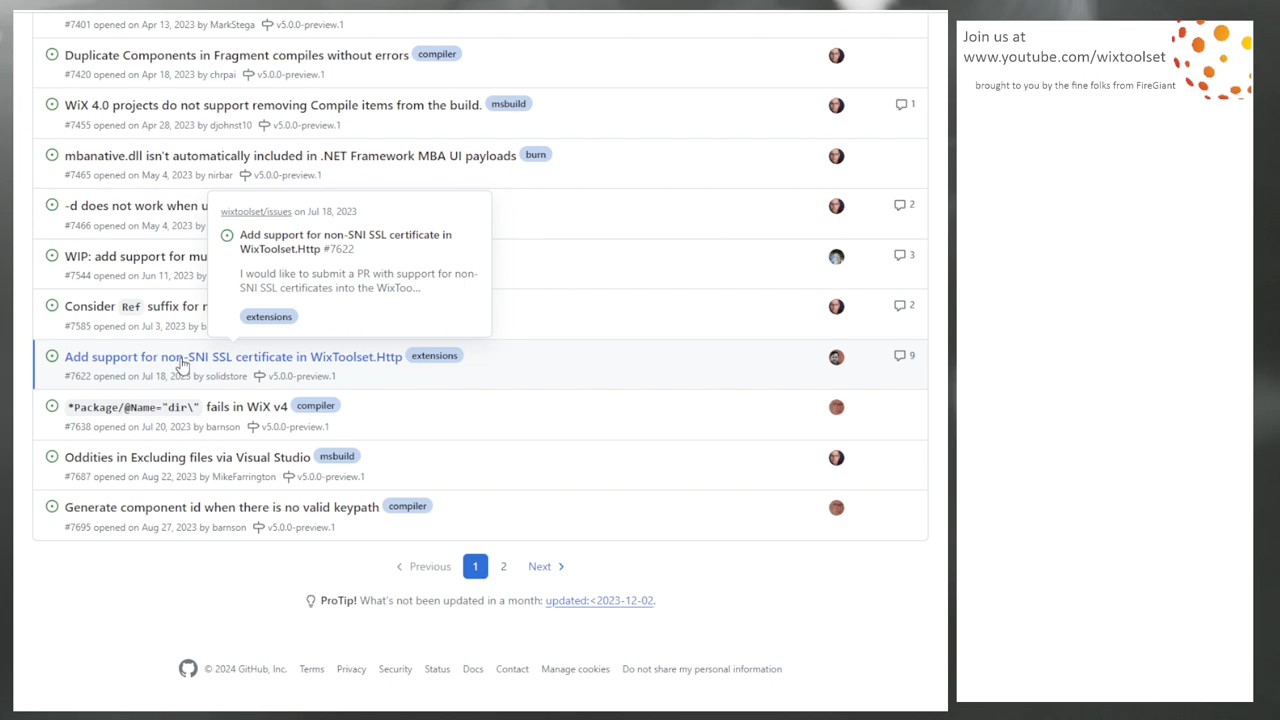 #7401 opened on Apr 13, 2023 by MarkStega v5.0.0-preview.1
Duplicate Components in Fragment compiles without errors compiler
#7420 opened on Apr 18, 2023 by chrpai v5.0.0-preview.1
WiX 4.0 projects do not support removing Compile items from the build. msbuild 1
#7455 opened on Apr 28, 2023 by djohnst10 v5.0.0-preview.1
mbanative.dll isn't automatically included in .NET Framework MBA UI payloads burn
#7465 opened on May 4, 2023 by nirbar v5.0.0-preview.1
-d does not work when u 2
#7466 opened on May 4, 2023
WIP: add support for mu 3
#7544 opened on Jun 11, 2023
Consider Ref suffix for r 2
#7585 opened on Jul 3, 2023 by b
wixtoolset/issues on Jul 18, 2023
Add support for non-SNI SSL certificate in
WixToolset.Http #7622
I would like to submit a PR with support for non-
SNI SSL certificates into the WixToo...
extensions
Add support for non-SNI SSL certificate in WixToolset.Http extensions 9
#7622 opened on Jul 18, 2023 by solidstore v5.0.0-preview.1
*Package/@Name="dir\" fails in WiX v4 compiler
#7638 opened on Jul 20, 2023 by barnson v5.0.0-preview.1
Oddities in Excluding files via Visual Studio msbuild
#7687 opened on Aug 22, 2023 by MikeFarrington v5.0.0-preview.1
Generate component id when there is no valid keypath compiler
#7695 opened on Aug 27, 2023 by barnson v5.0.0-preview.1
Previous 1 2 Next
ProTip! What's not been updated in a month: updated:<2023-12-02.
© 2024 GitHub, Inc. Terms Privacy Security Status Docs Contact Manage cookies Do not share my personal information
Join us at
www.youtube.com/wixtoolset
brought to you by the fine folks from FireGiant